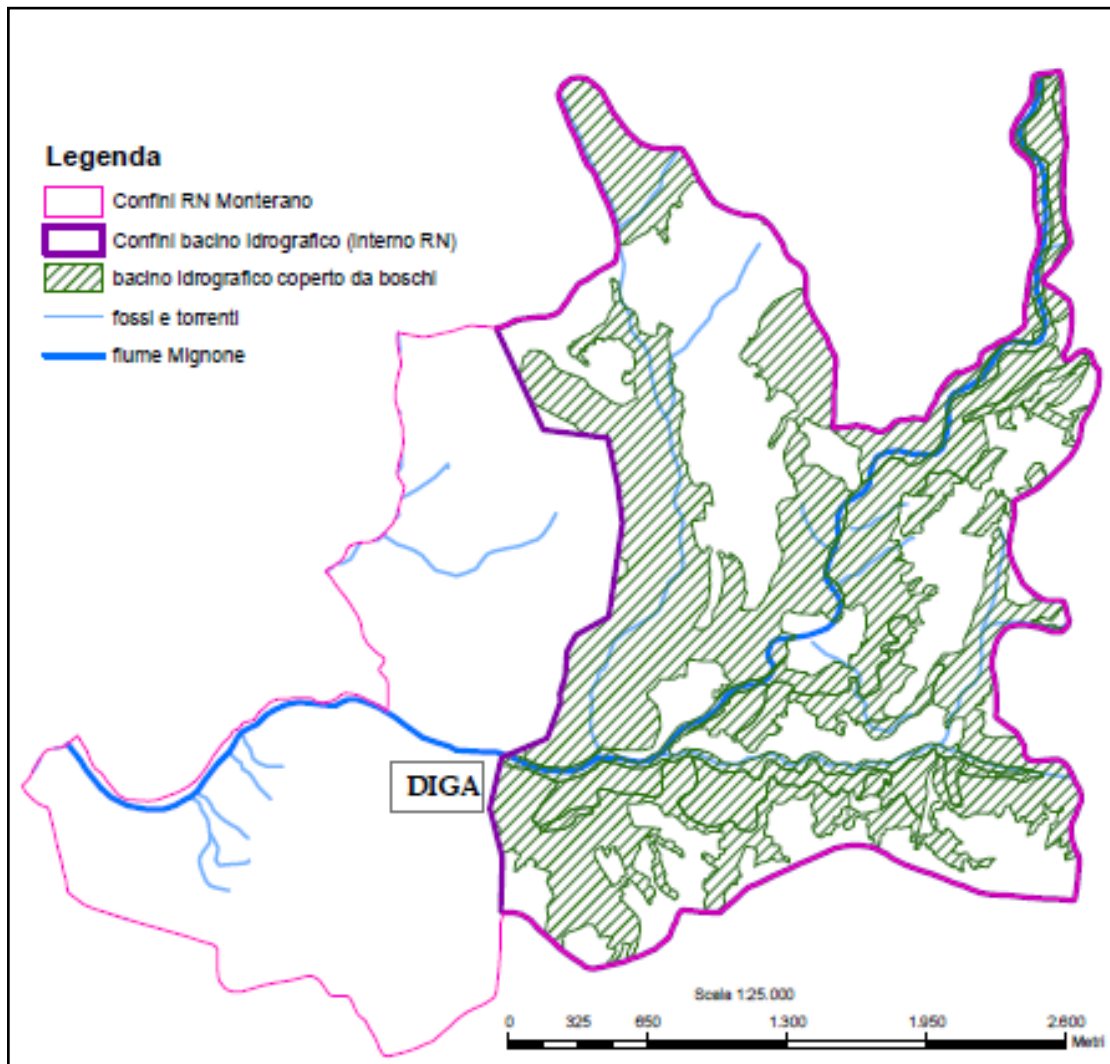 Legenda
Confini RN Monterano
Confini bacino idrografico (interno RN)
bacino idrografico coperto da boschi
fossi e torrenti
fiume Mignone
DIGA
Scala 1:25.000
0 325 650 1.300 1.950 2.600
Metri